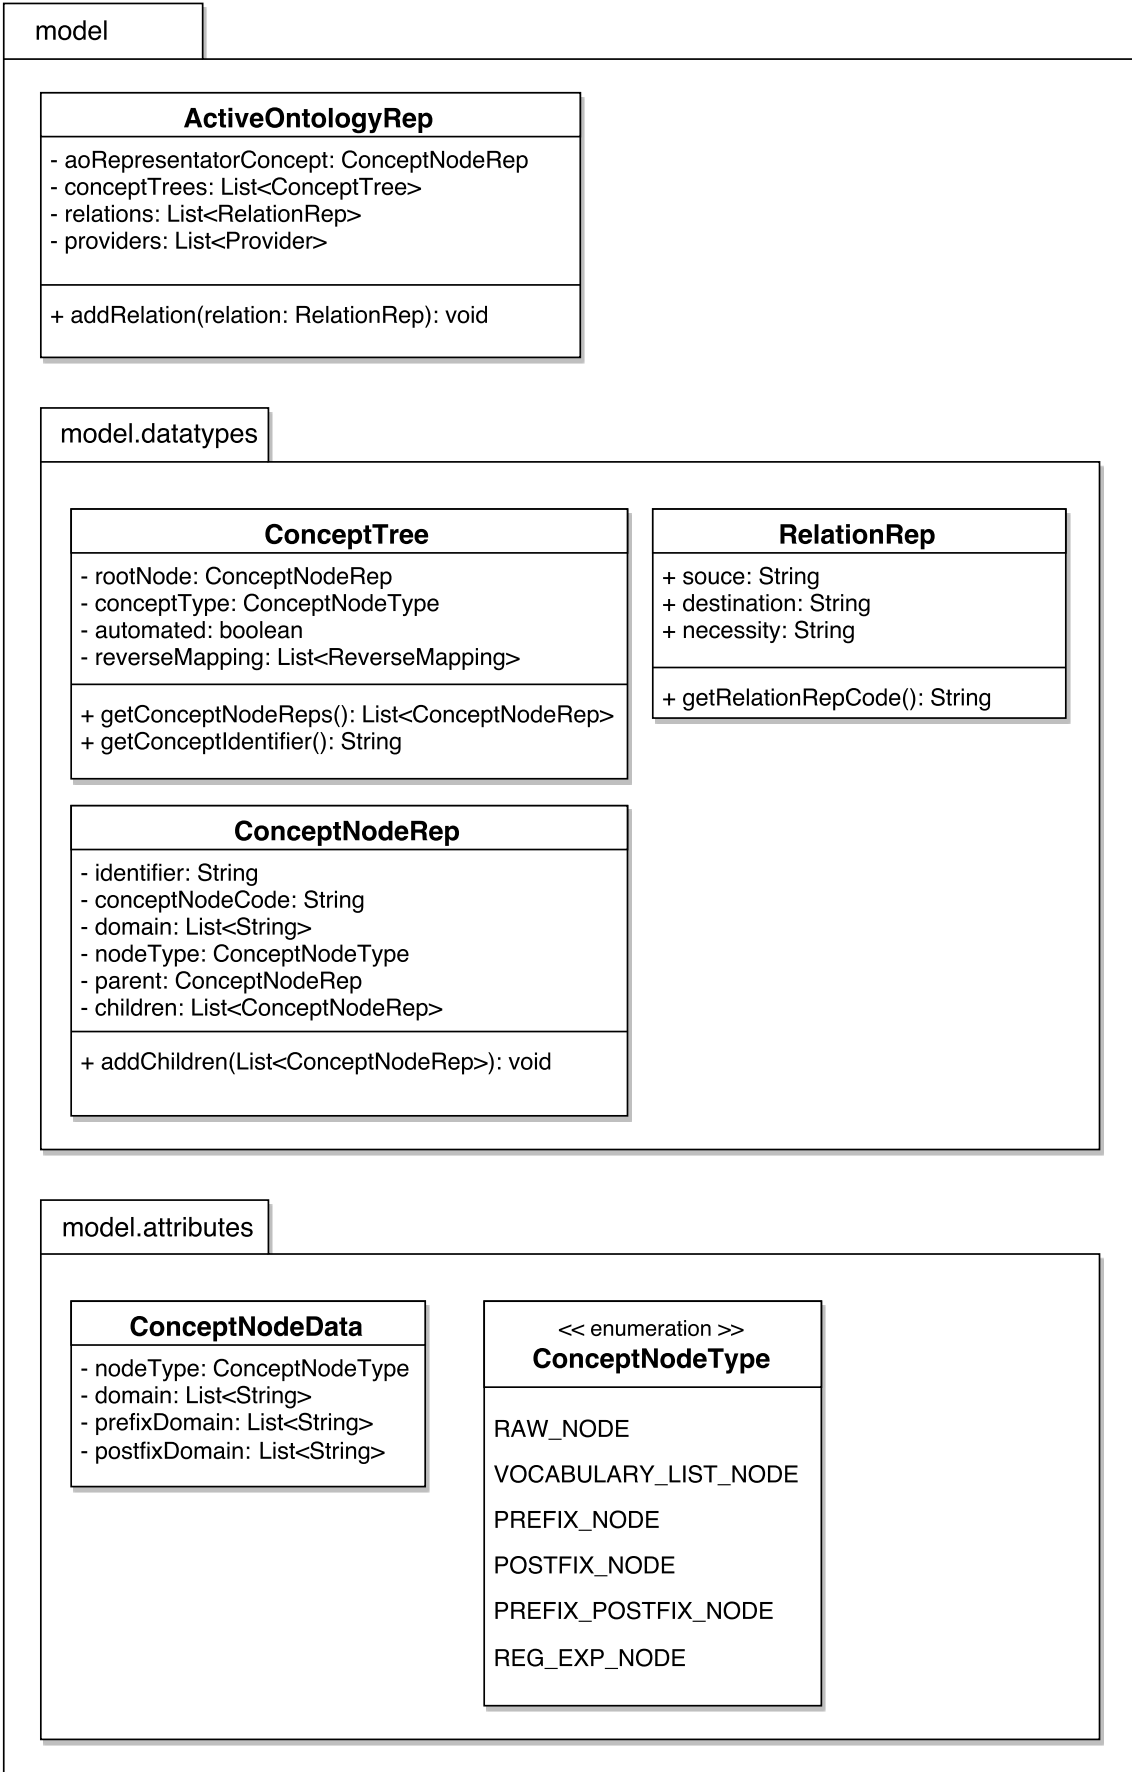 model
ActiveOntologyRep
- aoRepresentatorConcept: ConceptNodeRep
- conceptTrees: List<ConceptTree>
- relations: List<RelationRep>
- providers: List<Provider>
+ addRelation(relation: RelationRep): void
model.datatypes
ConceptTree
- rootNode: ConceptNodeRep
- conceptType: ConceptNodeType
- automated: boolean
- reverseMapping: List<ReverseMapping>
+ getConceptNodeReps(): List<ConceptNodeRep>
+ getConceptIdentifier(): String
RelationRep
+ souce: String
+ destination: String
+ necessity: String
+ getRelationRepCode(): String
ConceptNodeRep
- identifier: String
- conceptNodeCode: String
- domain: List<String>
- nodeType: ConceptNodeType
- parent: ConceptNodeRep
- children: List<ConceptNodeRep>
+ addChildren(List<ConceptNodeRep>): void
model.attributes
ConceptNodeData
- nodeType: ConceptNodeType
- domain: List<String>
- prefixDomain: List<String>
- postfixDomain: List<String>
<< enumeration >>
ConceptNodeType
RAW_NODE
VOCABULARY_LIST_NODE
PREFIX_NODE
POSTFIX_NODE
PREFIX_POSTFIX_NODE
REG_EXP_NODE